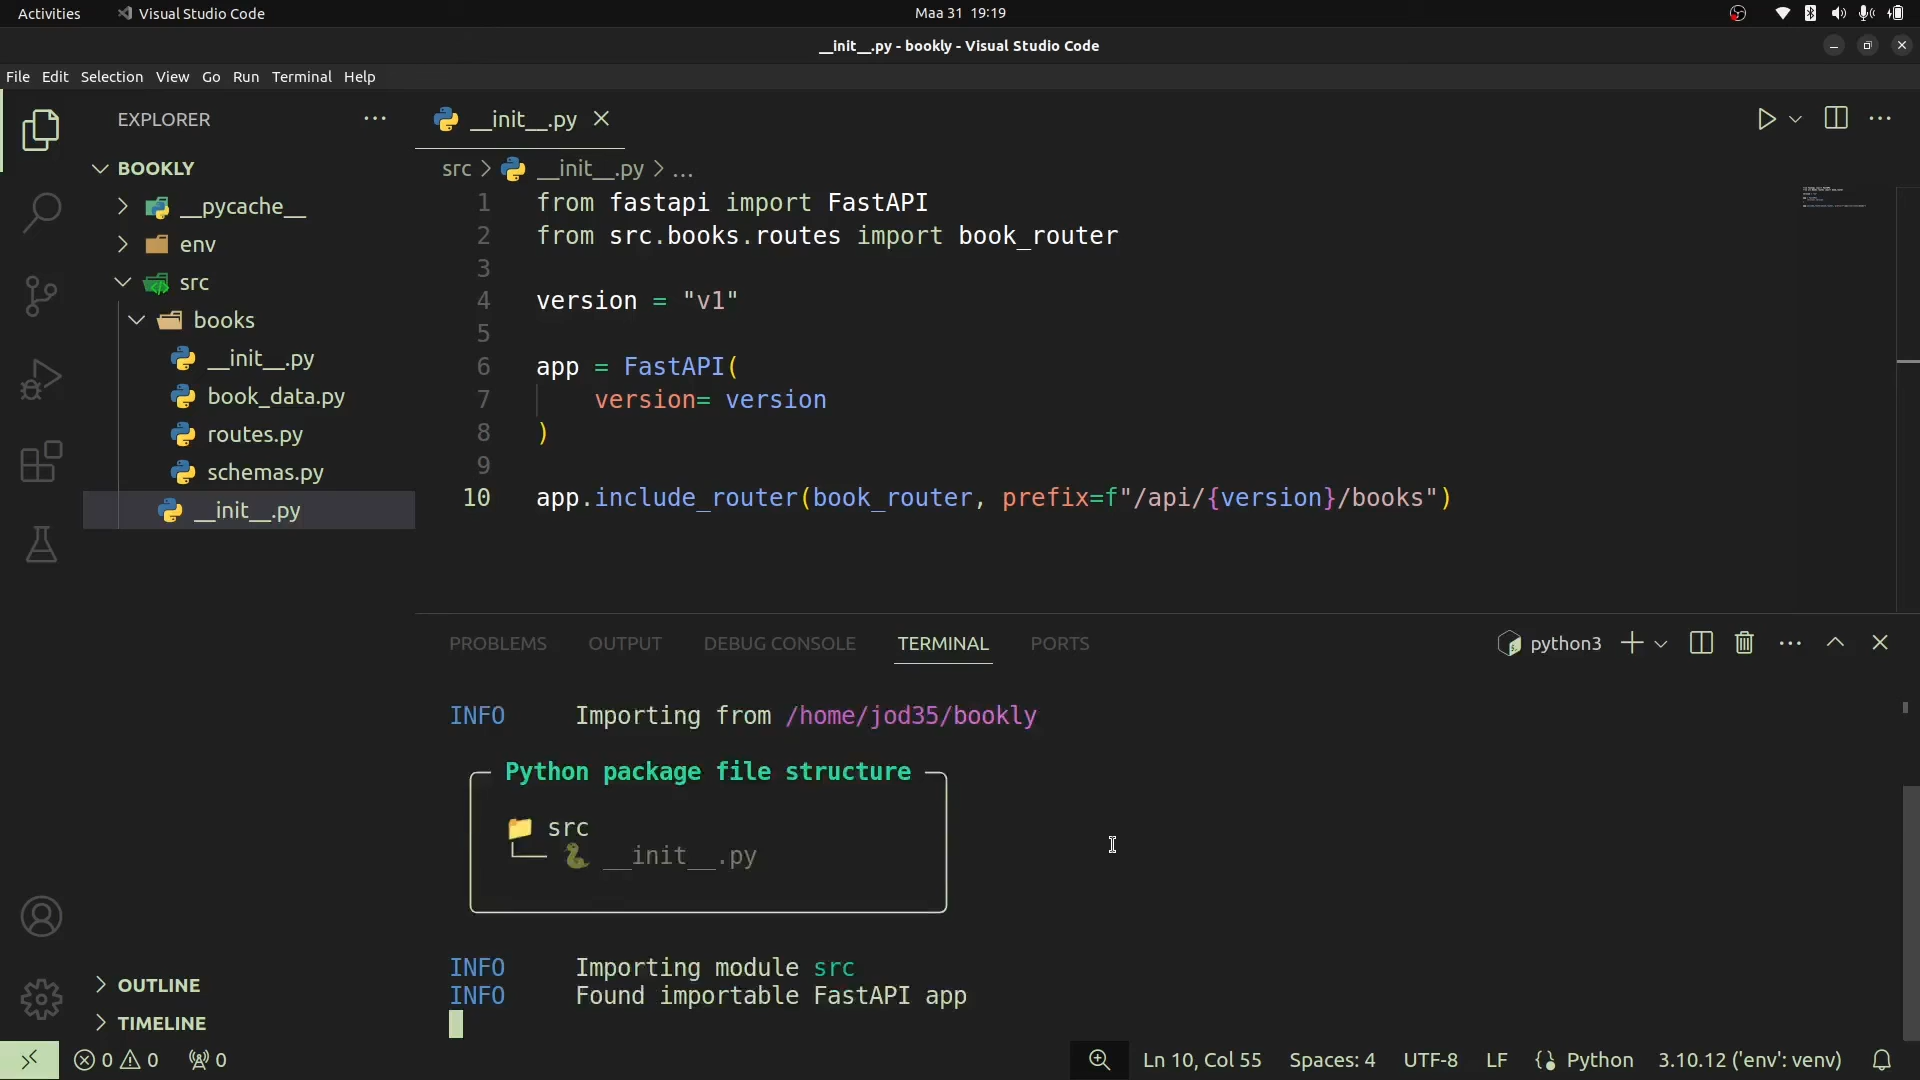 Activities Visual Studio Code Maa 31 19:19
__init__.py - bookly - Visual Studio Code
File Edit Selection View Go Run Terminal Help
EXPLORER
BOOKLY
__pycache__
env
src
books
__init__.py
book_data.py
routes.py
schemas.py
__init__.py
OUTLINE
TIMELINE
__init__.py
src > __init__.py > ...
1 from fastapi import FastAPI
2 from src.books.routes import book_router
3
4 version = "v1"
5
6 app = FastAPI(
7 version= version
8 )
9
10 app.include_router(book_router, prefix=f"/api/{version}/books")
PROBLEMS OUTPUT DEBUG CONSOLE TERMINAL PORTS python3
INFO Importing from /home/jod35/bookly
Python package file structure
src
__init__.py
INFO Importing module src
INFO Found importable FastAPI app
0 0 0 Ln 10, Col 55 Spaces: 4 UTF-8 LF Python 3.10.12 ('env': venv)